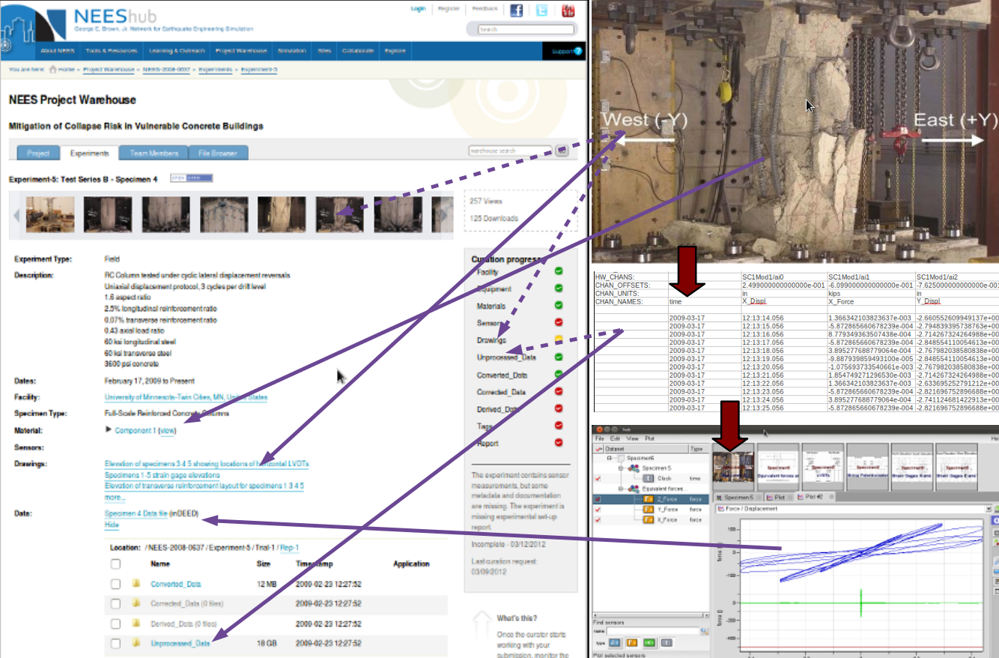 NEEShub
George E. Brown, Jr. Network for Earthquake Engineering Simulation
Login Register Feedback
Search
About NEES Tools & Resources Learning & Outreach Project Warehouse Simulation Sites Collaborate Explore
Support ?
You are here: Home » Project Warehouse » NEES-2008-0637 » Experiments » Experiment-5
NEES Project Warehouse
Mitigation of Collapse Risk in Vulnerable Concrete Buildings
Project Experiments Team Members File Browser
warehouse search
Experiment-5: Test Series B - Specimen 4
257 Views
125 Downloads
Experiment Type: Field
Description: RC Column tested under cyclic lateral displacement reversals
Uniaxial displacement protocol, 3 cycles per drift level
1.6 aspect ratio
2.5% longitudinal reinforcement ratio
0.07% transverse reinforcement ratio
0.43 axial load ratio
60 ksi longitudinal steel
60 ksi transverse steel
3600 psi concrete
Dates: February 17, 2009 to Present
Facility: University of Minnesota-Twin Cities, MN, United States
Specimen Type: Full-Scale Reinforced Concrete Columns
Material: Component 1 (view)
Sensors:
Drawings: Elevation of specimens 3 4 5 showing locations of horizontal LVDTs
Specimens 1-5 strain gage elevations
Elevation of transverse reinforcement layout for specimens 1 3 4 5
more...
Data: Specimen 4 Data file (inDEED)
Hide
Location: /NEES-2008-0637 / Experiment-5 / Trial-1 / Rep-1
Name Size Timestamp Application
Converted_Data 12 MB 2009-02-23 12:27:52
Corrected_Data (0 files) 2009-02-23 12:27:52
Derived_Data (0 files) 2009-02-23 12:27:52
Unprocessed_Data 18 GB 2009-02-23 12:27:52
Curation progress
Facility
Equipment
Materials
Sensors
Drawings
Unprocessed_Data
Converted_Data
Corrected_Data
Derived_Data
Tags
Report
The experiment contains sensor
measurements, but some
metadata and documentation
are missing. The experiment is
missing experimental set-up
report.
Incomplete - 03/12/2012
Last curation request:
03/09/2012
What's this?
Once the curator starts
working with your
submission, monitor the
West (-Y)
East (+Y)
HW_CHANS: SC1Mod1/ai0 SC1Mod1/ai1 SC1Mod1/ai2
CHAN_OFFSETS: 2.499000000000000e-001 -6.099000000000000e-001 -7.625000000000000e-00
CHAN_UNITS: in kips in
CHAN_NAMES: time X_Displ X_Force Y_Displ
2009-03-17 12:13:14.056 1.366342103823637e-003 -2.660552609949137e+00
2009-03-17 12:13:15.056 -5.872865660678239e-004 -2.794839395738763e+00
2009-03-17 12:13:16.056 8.779349363507438e-004 -2.714267324264988e+00
2009-03-17 12:13:17.056 -5.872865660678239e-004 -2.848554110054613e+00
2009-03-17 12:13:18.056 3.895277688779064e-004 -2.767982038580838e+00
2009-03-17 12:13:19.056 -9.887939859493100e-005 -2.848554110054613e+00
2009-03-17 12:13:20.056 -1.075693733540661e-003 -2.767982038580838e+00
2009-03-17 12:13:21.056 1.854749271296530e-003 -2.714267324264988e+00
2009-03-17 12:13:22.056 1.366342103823637e-003 -2.633695252791212e+00
2009-03-17 12:13:23.056 -5.872865660678239e-004 -2.821696752896688e+00
2009-03-17 12:13:24.056 3.895277688779064e-004 -2.741124681422913e+00
2009-03-17 12:13:25.056 -5.872865660678239e-004 -2.821696752896688e+00
File Edit View Plot
Dataset Type
Specimen5
Specimen 5
Clock time
Equivalent forces...
Z_Force force
Y_Force force
X_Force force
Find sensors
name
type
Plot selected sensors
Specimen5
Equivalent forces a
Specimen5
LVDTs
Specimen5
String Potentiometer
Specimen5
Strain Gages E and
Specimen5
Strain Gages E and
Specimen5 Plot Plot #2
Force / Displacement
force ()
100
0
-100
force ()
0
-200
-400